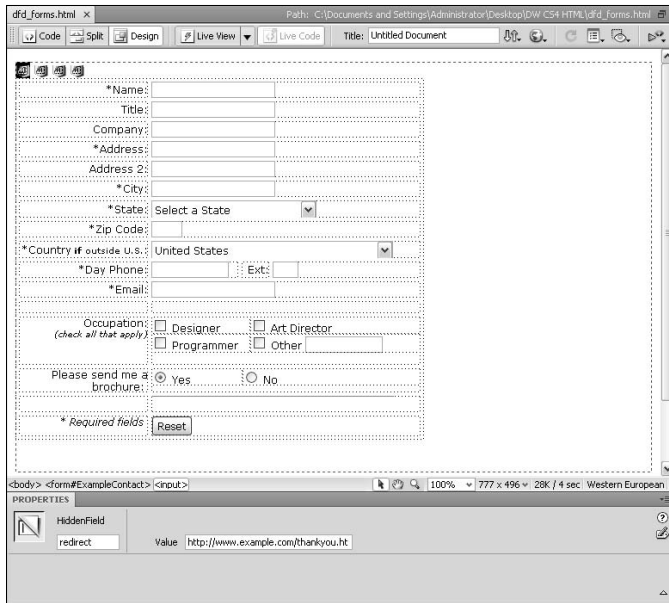 dfd_forms.html × Path: C:\Documents and Settings\Administrator\Desktop\DW CS4 HTML\dfd_forms.html
Code Split Design Live View Live Code Title: Untitled Document
*Name:
Title:
Company:
*Address:
Address 2:
*City:
*State: Select a State
*Zip Code:
*Country if outside U.S.: United States
*Day Phone: Ext:
*Email:
Occupation: Designer Art Director
(check all that apply) Programmer Other
Please send me a brochure: Yes No
* Required fields Reset
<body> <form#ExampleContact> <input> 100% 777 x 496 28K / 4 sec Western European
PROPERTIES
HiddenField
redirect Value http://www.example.com/thankyou.ht